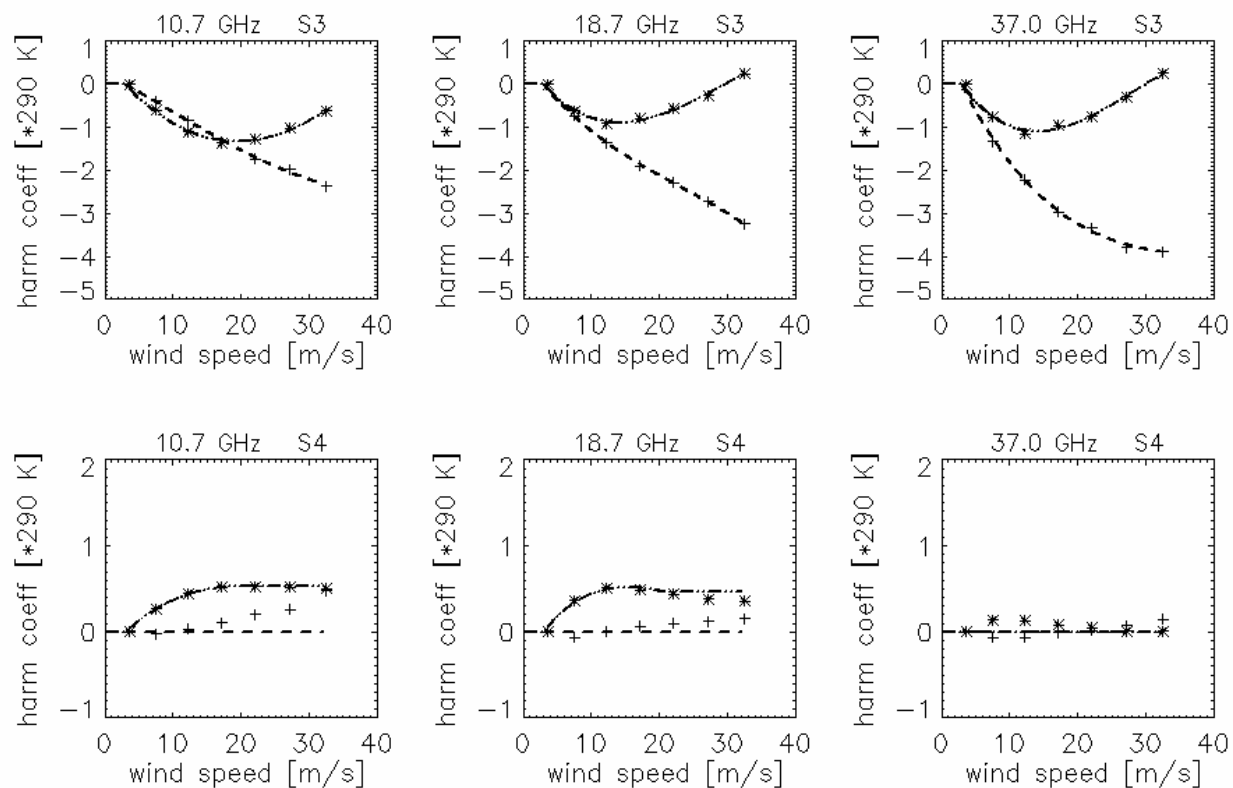 10.7 GHz S3
harm coeff [*290 K]
1
0
−1
−2
−3
−4
−5
0 10 20 30 40
wind speed [m/s]
18.7 GHz S3
harm coeff [*290 K]
1
0
−1
−2
−3
−4
−5
0 10 20 30 40
wind speed [m/s]
37.0 GHz S3
harm coeff [*290 K]
1
0
−1
−2
−3
−4
−5
0 10 20 30 40
wind speed [m/s]
10.7 GHz S4
harm coeff [*290 K]
2
1
0
−1
0 10 20 30 40
wind speed [m/s]
18.7 GHz S4
harm coeff [*290 K]
2
1
0
−1
0 10 20 30 40
wind speed [m/s]
37.0 GHz S4
harm coeff [*290 K]
2
1
0
−1
0 10 20 30 40
wind speed [m/s]